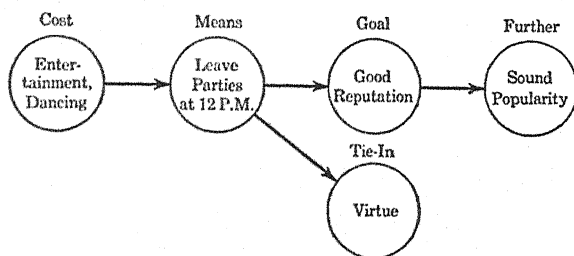 Cost
Means
Goal
Further
Enter-
tainment,
Dancing
Leave
Parties
at 12 P.M.
Good
Reputation
Sound
Popularity
Tie-In
Virtue